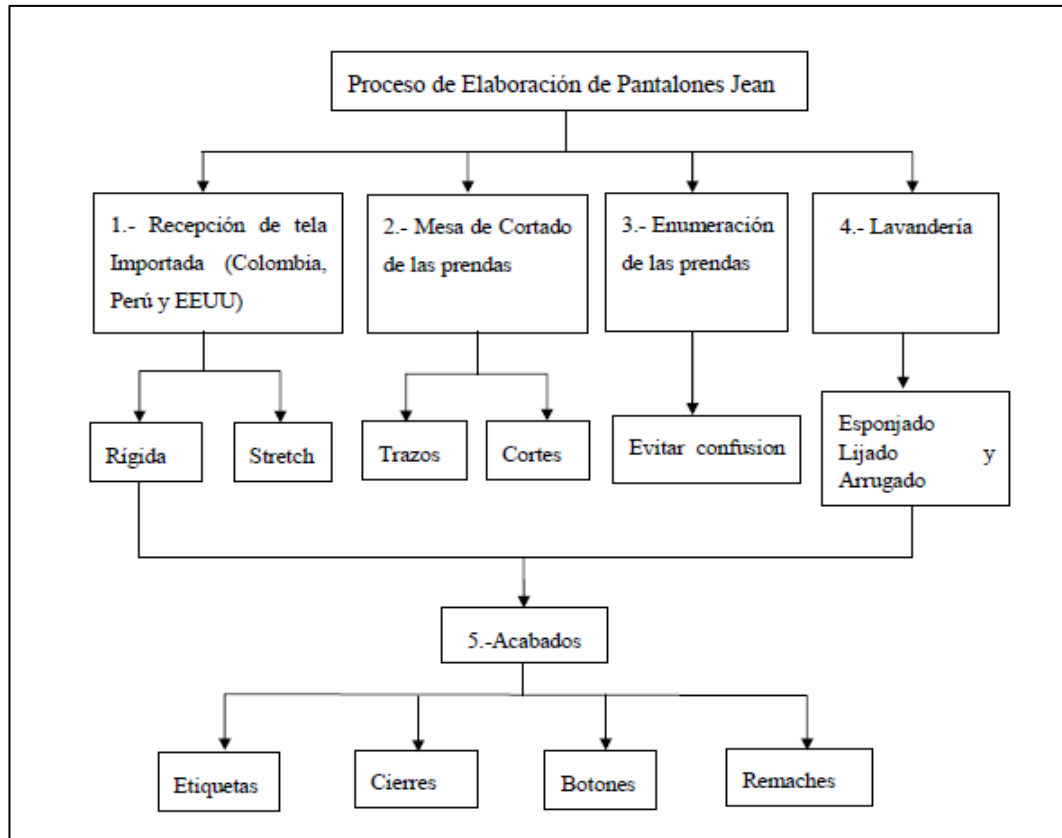 Proceso de Elaboración de Pantalones Jean
1.- Recepción de tela
Importada (Colombia,
Perú y EEUU)
2.- Mesa de Cortado
de las prendas
3.- Enumeración
de las prendas
4.- Lavandería
Rígida
Stretch
Trazos
Cortes
Evitar confusion
Esponjado
Lijado y
Arrugado
5.-Acabados
Etiquetas
Cierres
Botones
Remaches